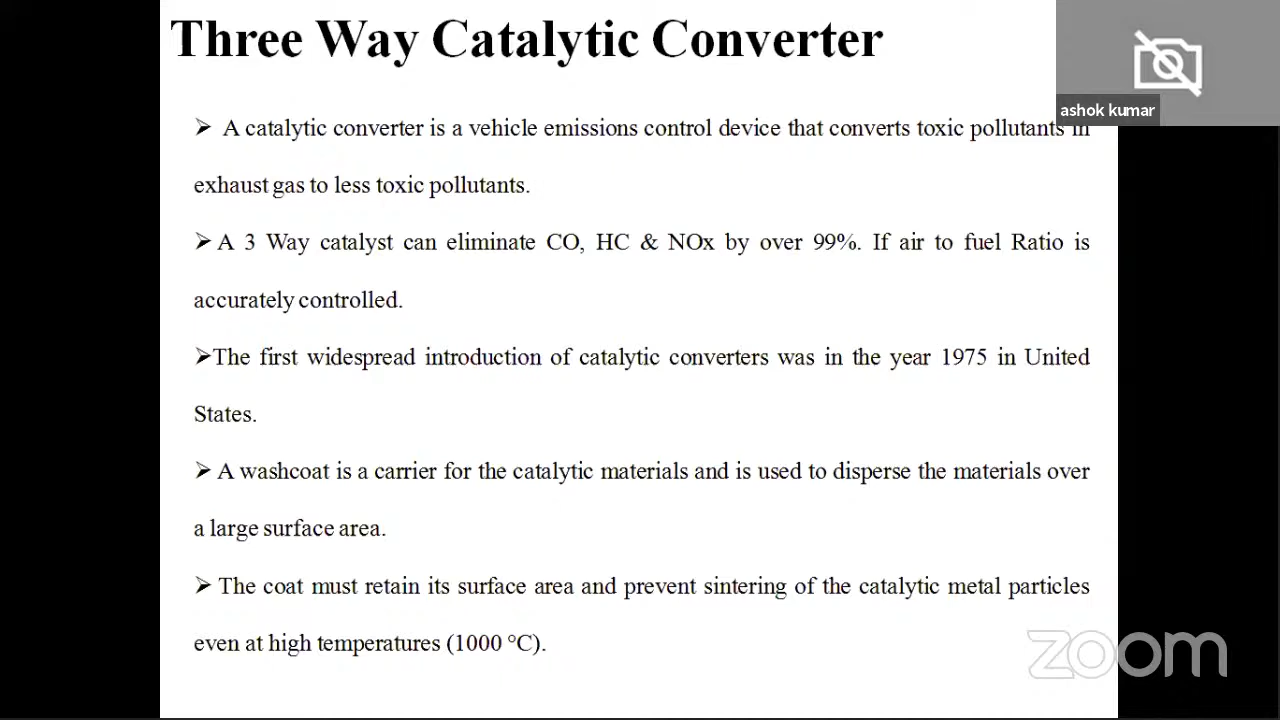 Three Way Catalytic Converter
ashok kumar
➢ A catalytic converter is a vehicle emissions control device that converts toxic pollutants in
exhaust gas to less toxic pollutants.
➢ A 3 Way catalyst can eliminate CO, HC & NOx by over 99%. If air to fuel Ratio is
accurately controlled.
➢The first widespread introduction of catalytic converters was in the year 1975 in United
States.
➢ A washcoat is a carrier for the catalytic materials and is used to disperse the materials over
a large surface area.
➢ The coat must retain its surface area and prevent sintering of the catalytic metal particles
even at high temperatures (1000 °C).
zoom